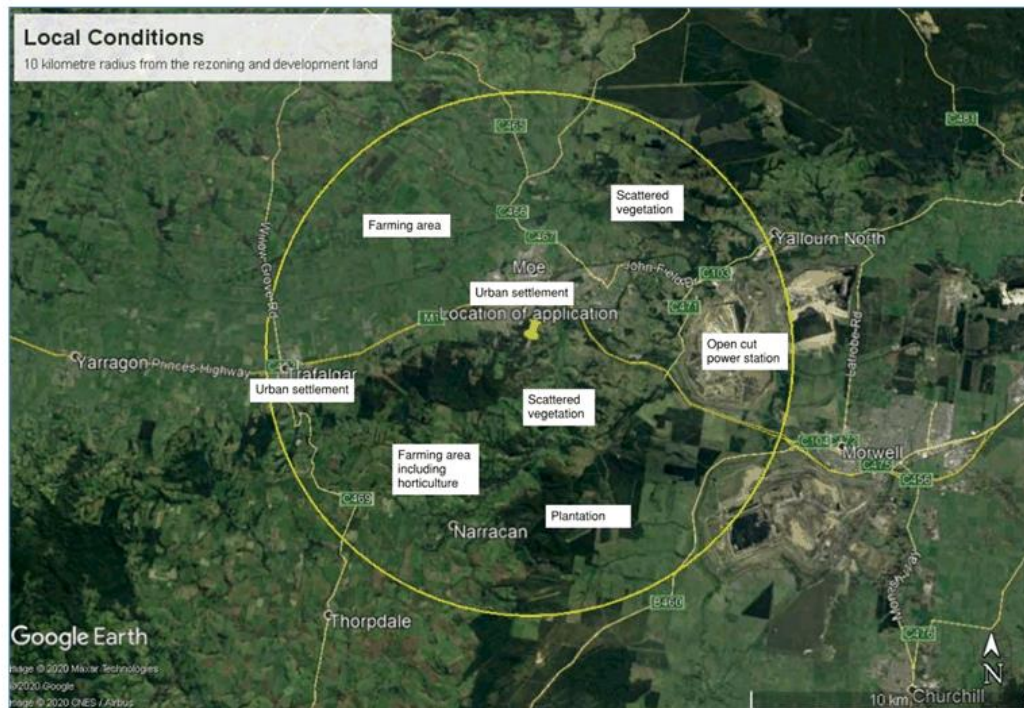 Local Conditions
10 kilometre radius from the rezoning and development land
C465
C481
Scattered
vegetation
Farming area
C466
Willow-Grove-Rd
C467
Yallourn North
Moe
John-Field-
C103
Urban settlement
C471
M1
Location of application
Open cut
power station
Latrobe-Rd
Yarragon
Princes-Highway
Trafalgar
Urban settlement
Scattered
vegetation
C104
Morwell
C475
C456
Farming area
including
horticulture
C469
Plantation
Narracan
B460
Thorpdale
C476
Google Earth
Image © 2020 Maxar Technologies
© 2020 Google
Image © 2020 CNES / Airbus
N
10 km
Churchill